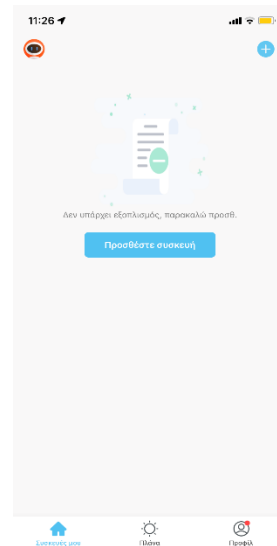 11:26
Δεν υπάρχει εξοπλισμός, παρακαλώ προσθ.
Προσθέστε συσκευή
Συσκευές μου
Πλάνα
Προφίλ